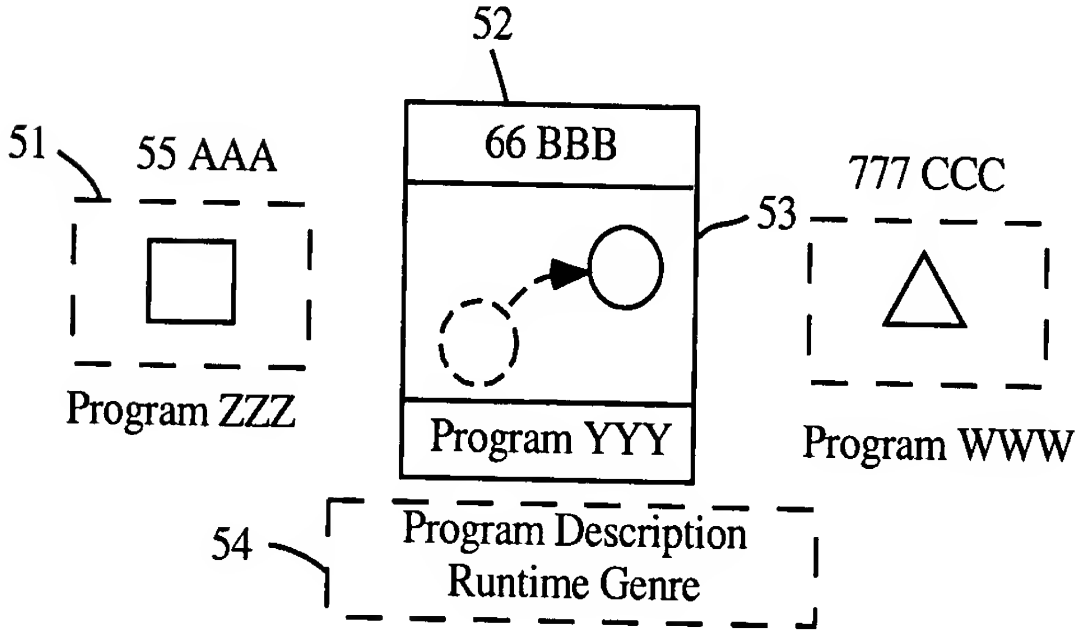 52
51
55 AAA
66 BBB
777 CCC
53
Program ZZZ
Program YYY
Program WWW
54
Program Description
Runtime Genre